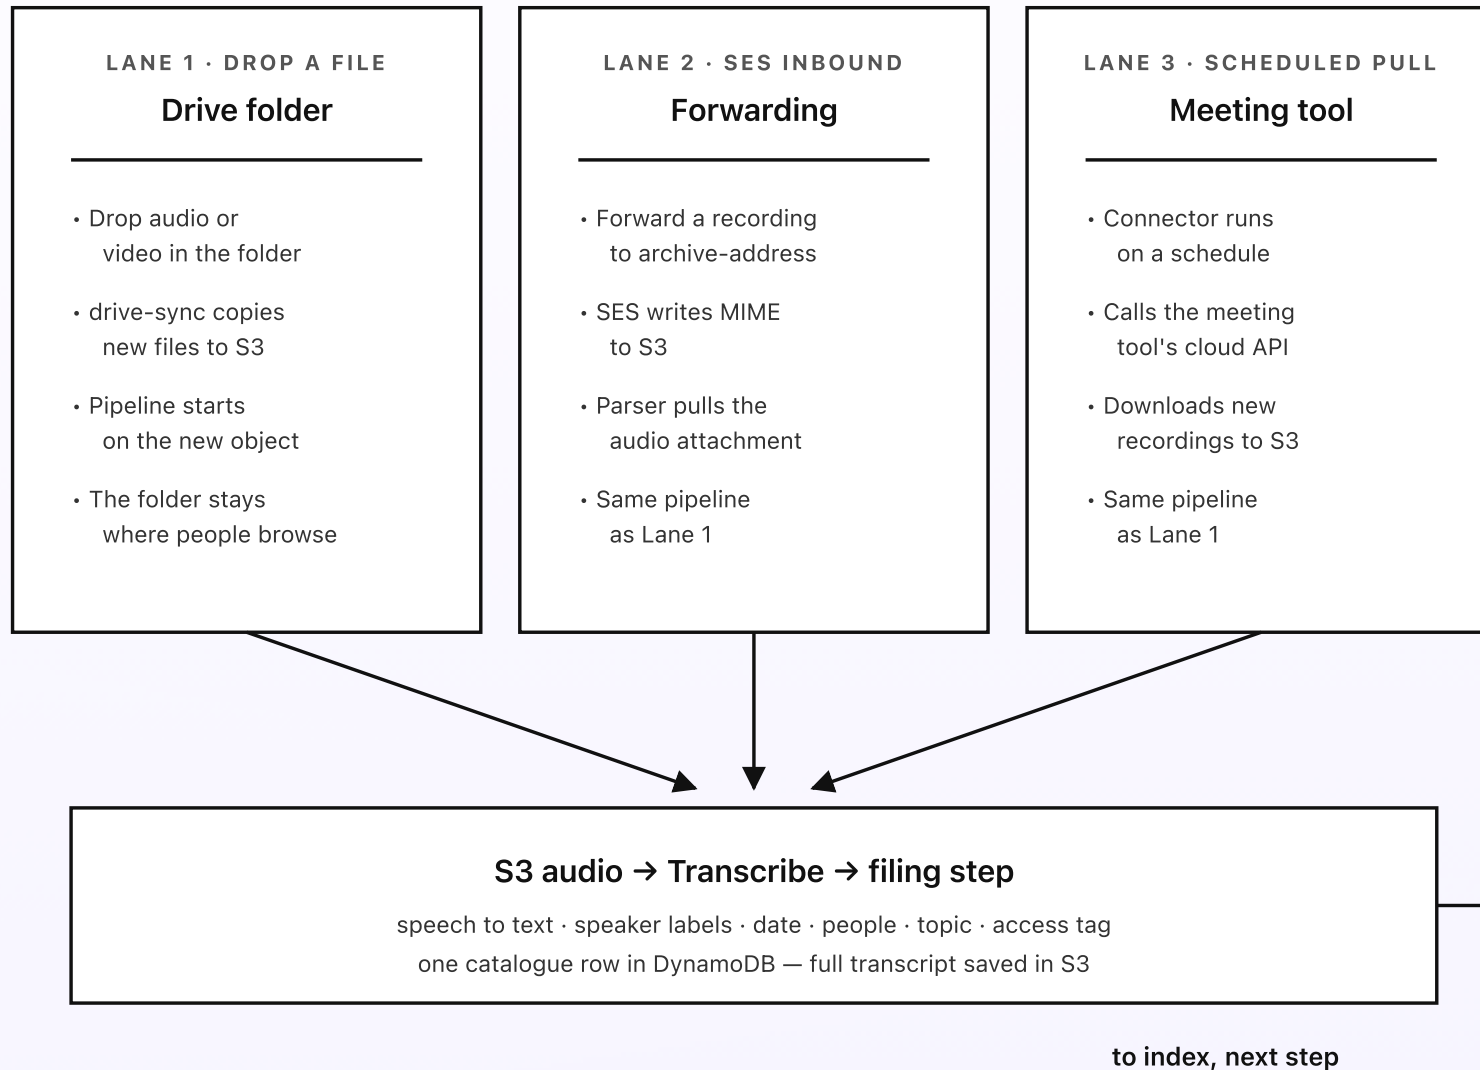 LANE 1 · DROP A FILE
Drive folder
• Drop audio or
video in the folder
• drive-sync copies
new files to S3
• Pipeline starts
on the new object
• The folder stays
where people browse
LANE 2 · SES INBOUND
Forwarding
• Forward a recording
to archive-address
• SES writes MIME
to S3
• Parser pulls the
audio attachment
• Same pipeline
as Lane 1
LANE 3 · SCHEDULED PULL
Meeting tool
• Connector runs
on a schedule
• Calls the meeting
tool's cloud API
• Downloads new
recordings to S3
• Same pipeline
as Lane 1
S3 audio → Transcribe → filing step
speech to text · speaker labels · date · people · topic · access tag
one catalogue row in DynamoDB — full transcript saved in S3
to index, next step